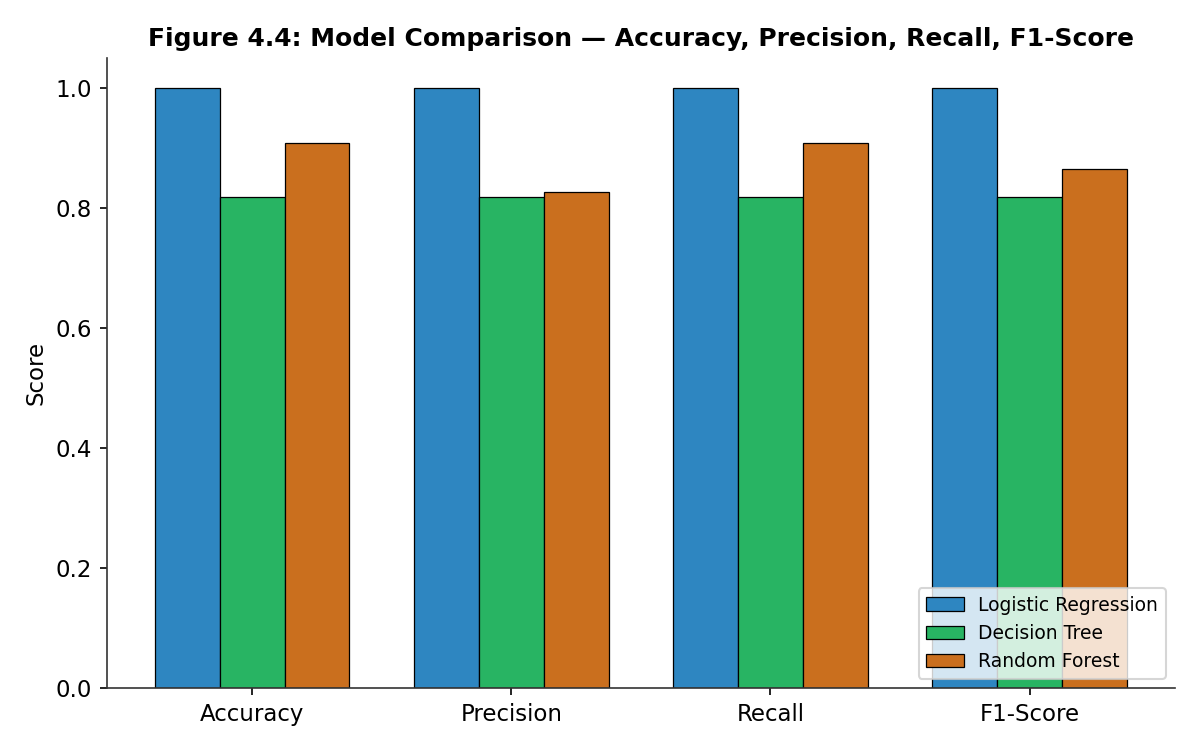 Figure 4.4: Model Comparison — Accuracy, Precision, Recall, F1-Score
Score
1.0
0.8
0.6
0.4
0.2
0.0
Accuracy
Precision
Recall
F1-Score
Logistic Regression
Decision Tree
Random Forest